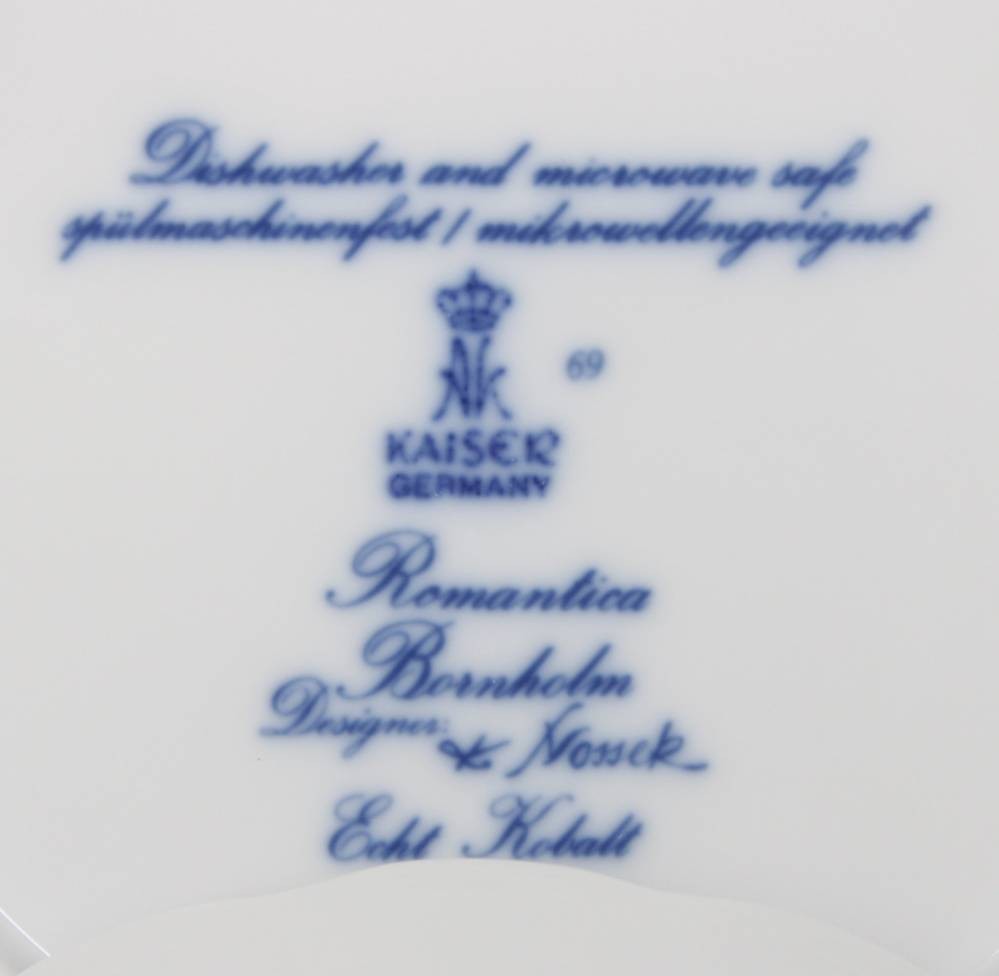 Dishwasher and microwave safe
spülmaschinenfest / mikrowellengeeignet
69
KAISER
GERMANY
Romantica
Bornholm
Designer: K Nossek
Echt Kobalt